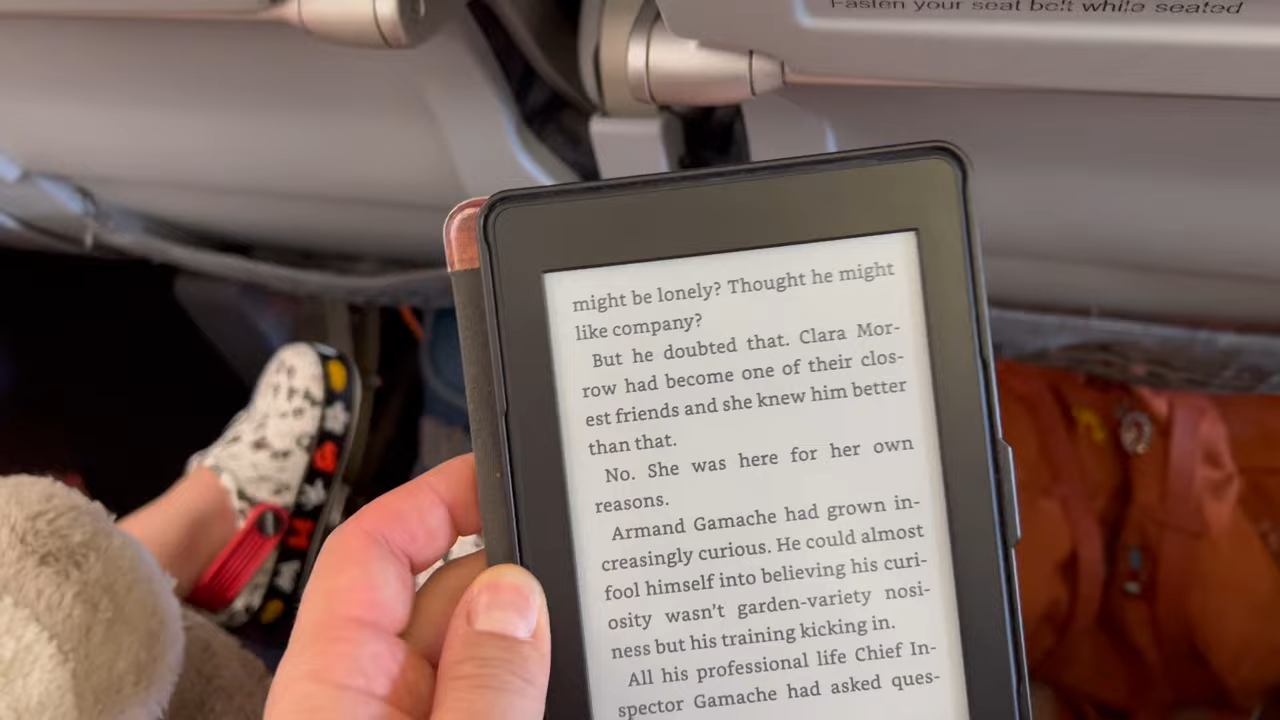 Fasten your seat belt while seated
might be lonely? Thought he might
like company?
But he doubted that. Clara Mor-
row had become one of their clos-
est friends and she knew him better
than that.
No. She was here for her own
reasons.
Armand Gamache had grown in-
creasingly curious. He could almost
fool himself into believing his curi-
osity wasn't garden-variety nosi-
ness but his training kicking in.
All his professional life Chief In-
spector Gamache had asked ques-